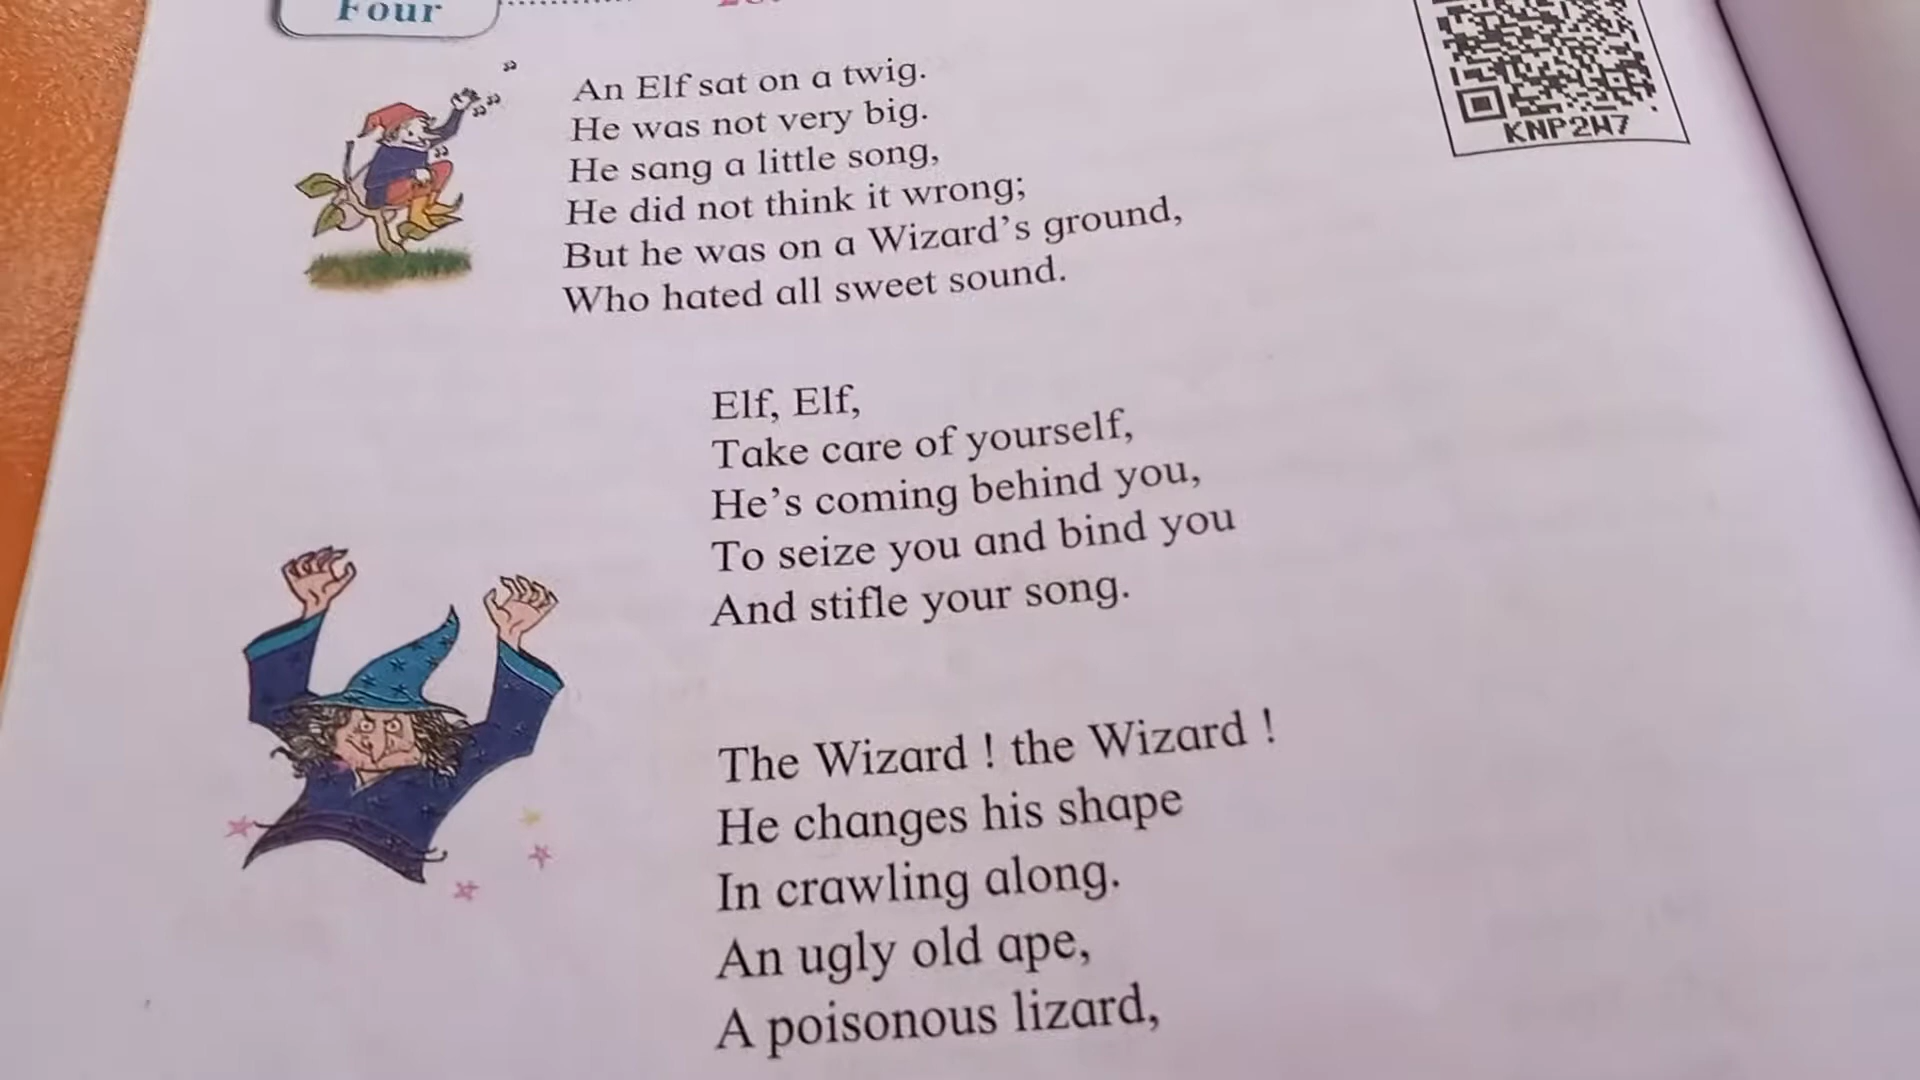 Four
An Elf sat on a twig.
He was not very big.
He sang a little song,
He did not think it wrong;
But he was on a Wizard's ground,
Who hated all sweet sound.
KNP2W7
Elf, Elf,
Take care of yourself,
He's coming behind you,
To seize you and bind you
And stifle your song.
The Wizard ! the Wizard !
He changes his shape
In crawling along.
An ugly old ape,
A poisonous lizard,